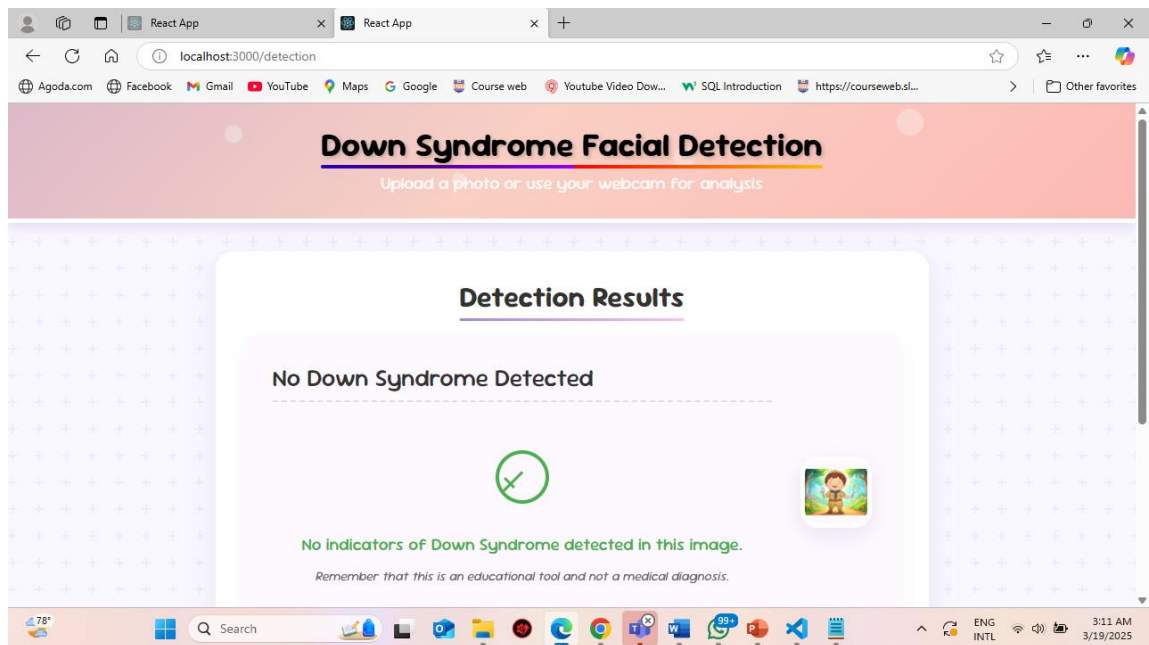 React App
React App
localhost:3000/detection
Agoda.com Facebook Gmail YouTube Maps Google Course web Youtube Video Dow... SQL Introduction https://courseweb.sl... Other favorites
Down Syndrome Facial Detection
Upload a photo or use your webcam for analysis
Detection Results
No Down Syndrome Detected
No indicators of Down Syndrome detected in this image.
Remember that this is an educational tool and not a medical diagnosis.
78°
Search
99+
ENG
INTL
3:11 AM
3/19/2025